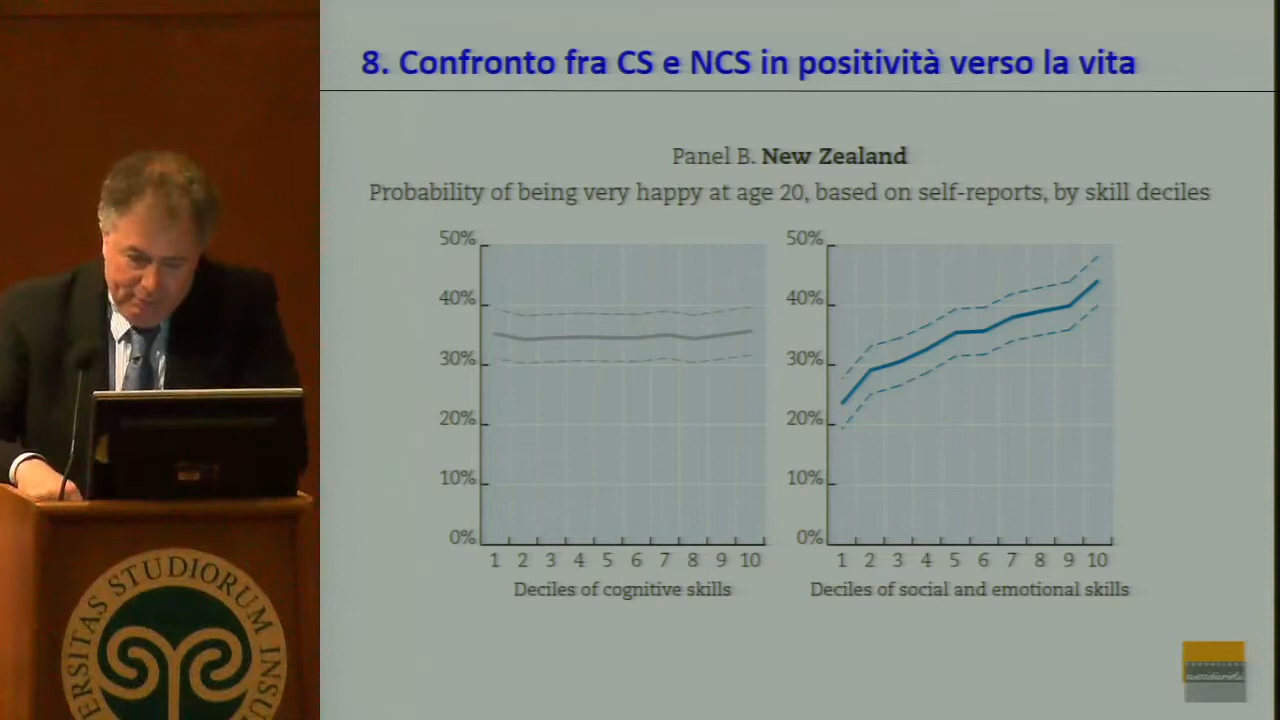 8. Confronto fra CS e NCS in positività verso la vita
Panel B. New Zealand
Probability of being very happy at age 20, based on self-reports, by skill deciles
50%
40%
30%
20%
10%
0%
1 2 3 4 5 6 7 8 9 10
Deciles of cognitive skills
50%
40%
30%
20%
10%
0%
1 2 3 4 5 6 7 8 9 10
Deciles of social and emotional skills
ERSITAS STUDIORUM INSU